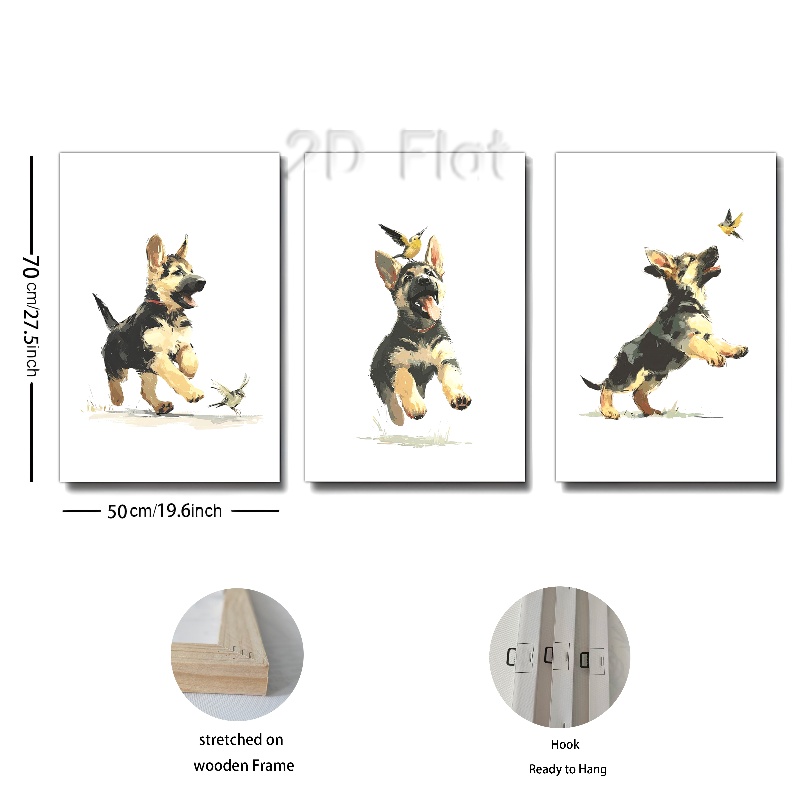 2D Flat
70 cm/27.5inch
50cm/19.6inch
stretched on
wooden Frame
Hook
Ready to Hang